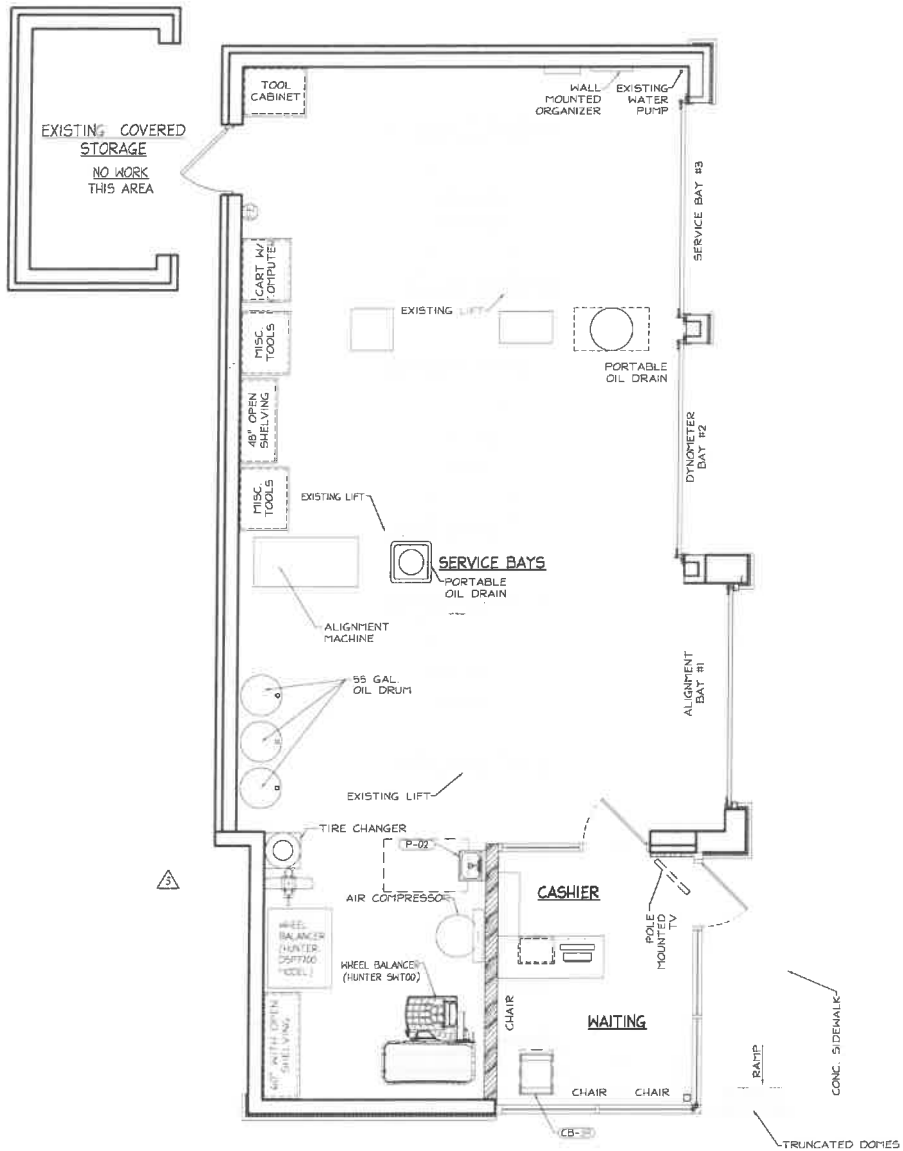 TOOL
CABINET
WALL
MOUNTED
ORGANIZER
EXISTING
WATER
PUMP
EXISTING COVERED
STORAGE
NO WORK
THIS AREA
SERVICE BAY #3
CART W/
COMPUTER
EXISTING LIFT
MISC.
TOOLS
PORTABLE
OIL DRAIN
48" OPEN
SHELVING
DYNOMETER
BAY #2
MISC.
TOOLS
EXISTING LIFT
SERVICE BAYS
PORTABLE
OIL DRAIN
ALIGNMENT
MACHINE
ALIGNMENT
BAY #1
55 GAL.
OIL DRUM
EXISTING LIFT
TIRE CHANGER
P-02
5
CASHIER
AIR COMPRESSOR
POLE
MOUNTED
TV
WHEEL
BALANCER
(HUNTER
MODEL)
WHEEL BALANCER
(HUNTER SWT00)
CHAIR
WAITING
CONC. SIDEWALK
60" WITH OPEN
SHELVING
RAMP
CHAIR CHAIR
CB-
TRUNCATED DOMES